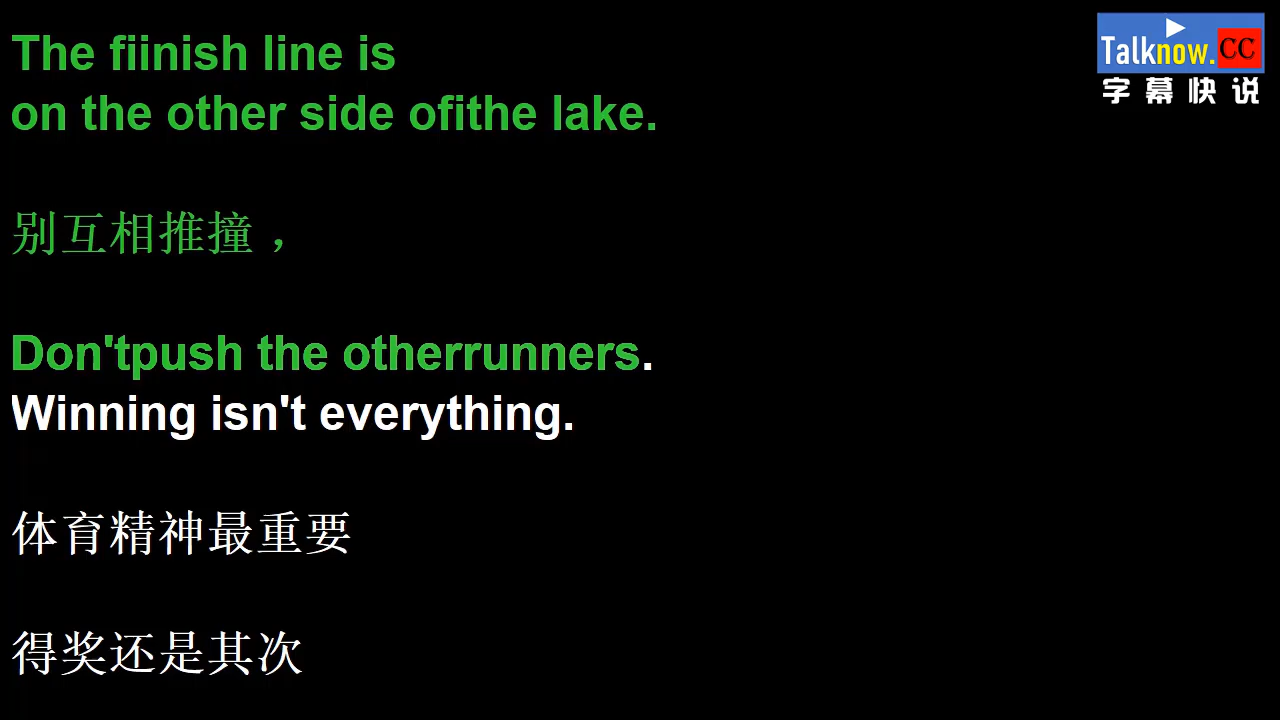 The fiinish line is
on the other side ofithe lake.
别互相推撞，
Don'tpush the otherrunners.
Winning isn't everything.
体育精神最重要
得奖还是其次
Talknow.CC
字幕快说